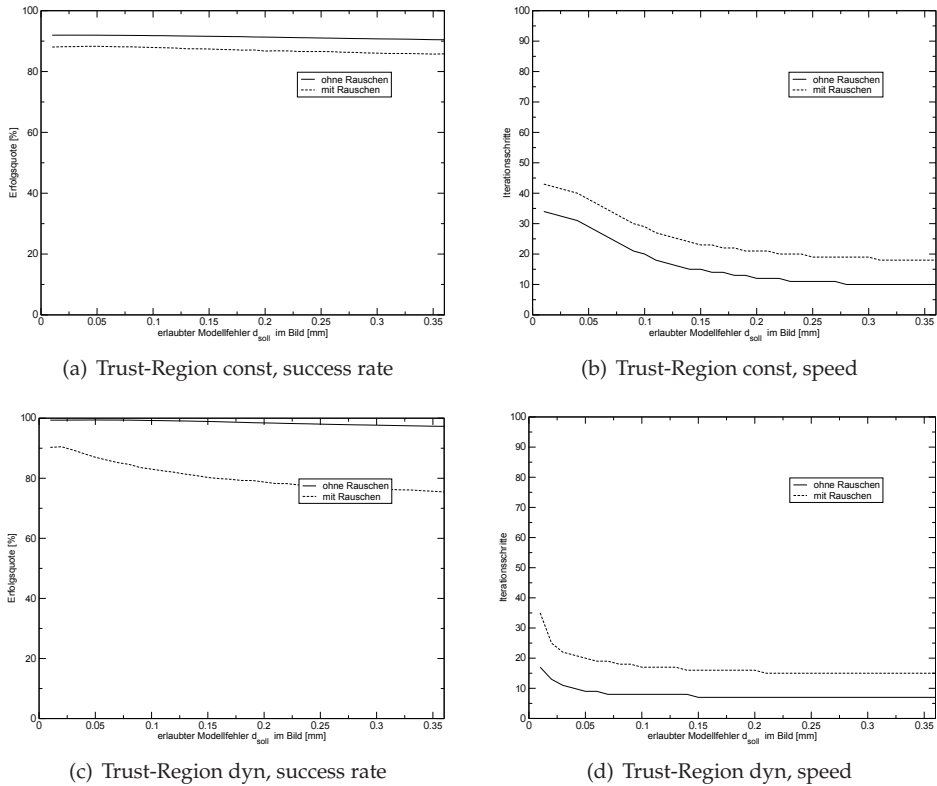 100
80
60
40
20
0
Erfolgsquote [%]
ohne Rauschen
mit Rauschen
0 0.05 0.1 0.15 0.2 0.25 0.3 0.35
erlaubter Modellfehler d_soll im Bild [mm]
(a) Trust-Region const, success rate
100
90
80
70
60
50
40
30
20
10
0
Iterationsschritte
ohne Rauschen
mit Rauschen
0 0.05 0.1 0.15 0.2 0.25 0.3 0.35
erlaubter Modellfehler d_soll im Bild [mm]
(b) Trust-Region const, speed
100
80
60
40
20
0
Erfolgsquote [%]
ohne Rauschen
mit Rauschen
0 0.05 0.1 0.15 0.2 0.25 0.3 0.35
erlaubter Modellfehler d_soll im Bild [mm]
(c) Trust-Region dyn, success rate
100
90
80
70
60
50
40
30
20
10
0
Iterationsschritte
ohne Rauschen
mit Rauschen
0 0.05 0.1 0.15 0.2 0.25 0.3 0.35
erlaubter Modellfehler d_soll im Bild [mm]
(d) Trust-Region dyn, speed